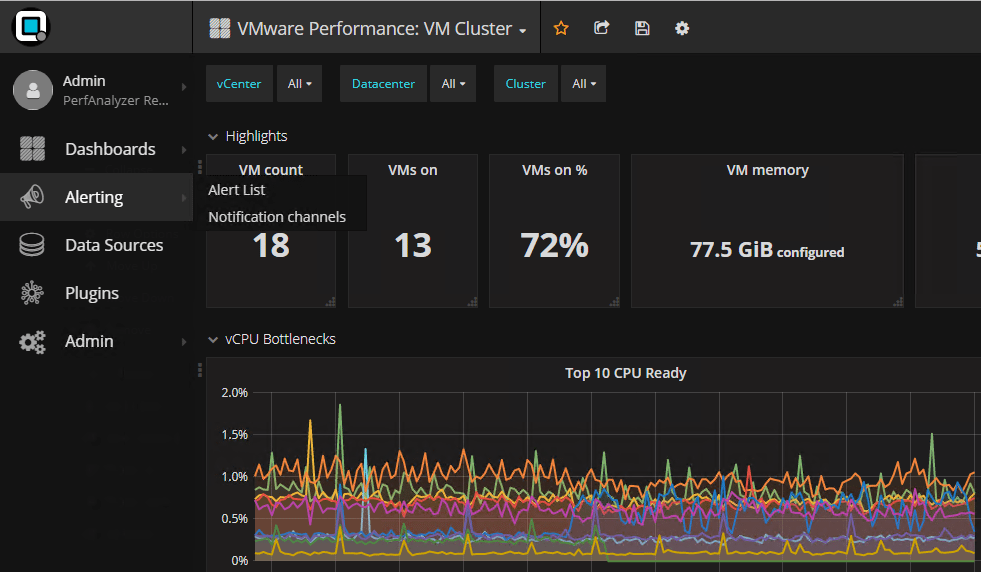 VMware Performance: VM Cluster
Admin
PerfAnalyzer Re...
vCenter All Datacenter All Cluster All
Dashboards
Highlights
VM count VMs on VMs on % VM memory
Alerting
Alert List
Notification channels
18 13 72% 77.5 GiB configured 5
Data Sources
Plugins
Admin
vCPU Bottlenecks
Top 10 CPU Ready
2.0%
1.5%
1.0%
0.5%
0%